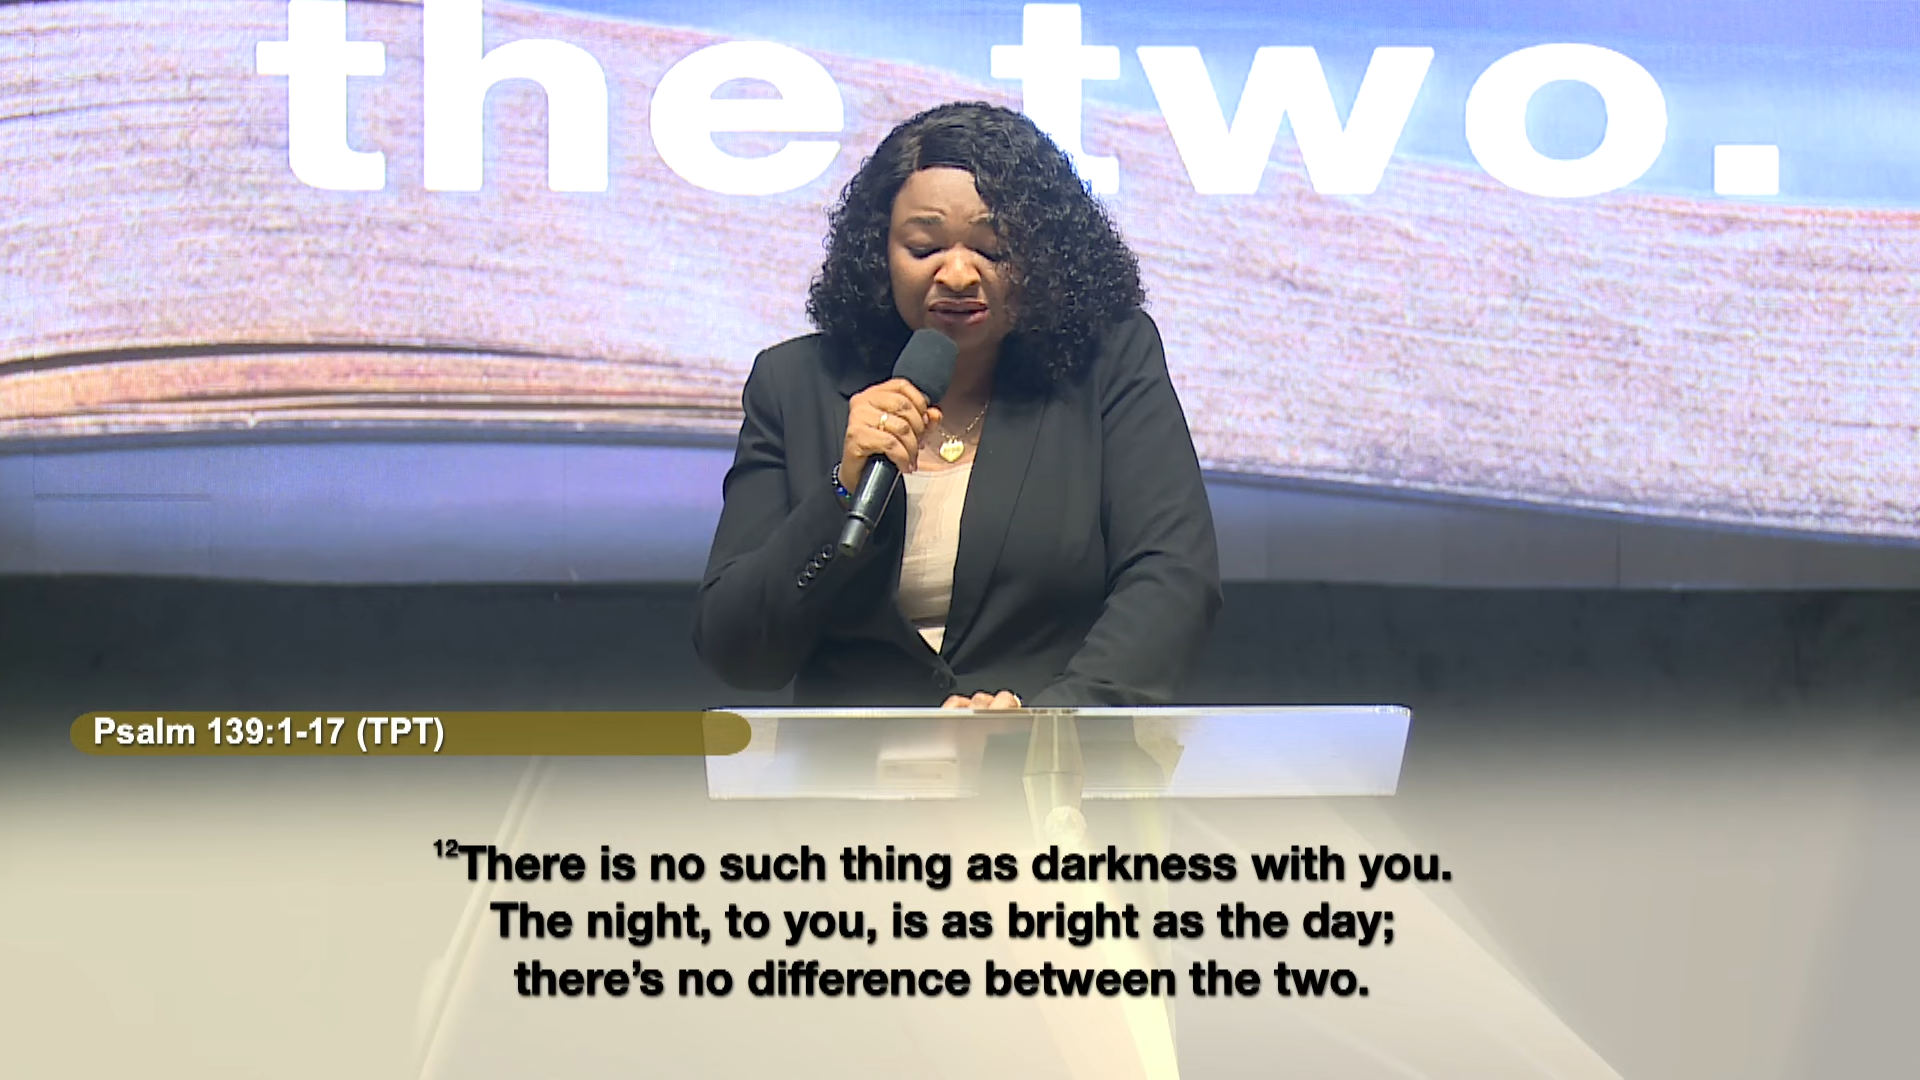 the two.
Psalm 139:1-17 (TPT)
¹²There is no such thing as darkness with you.
The night, to you, is as bright as the day;
there’s no difference between the two.